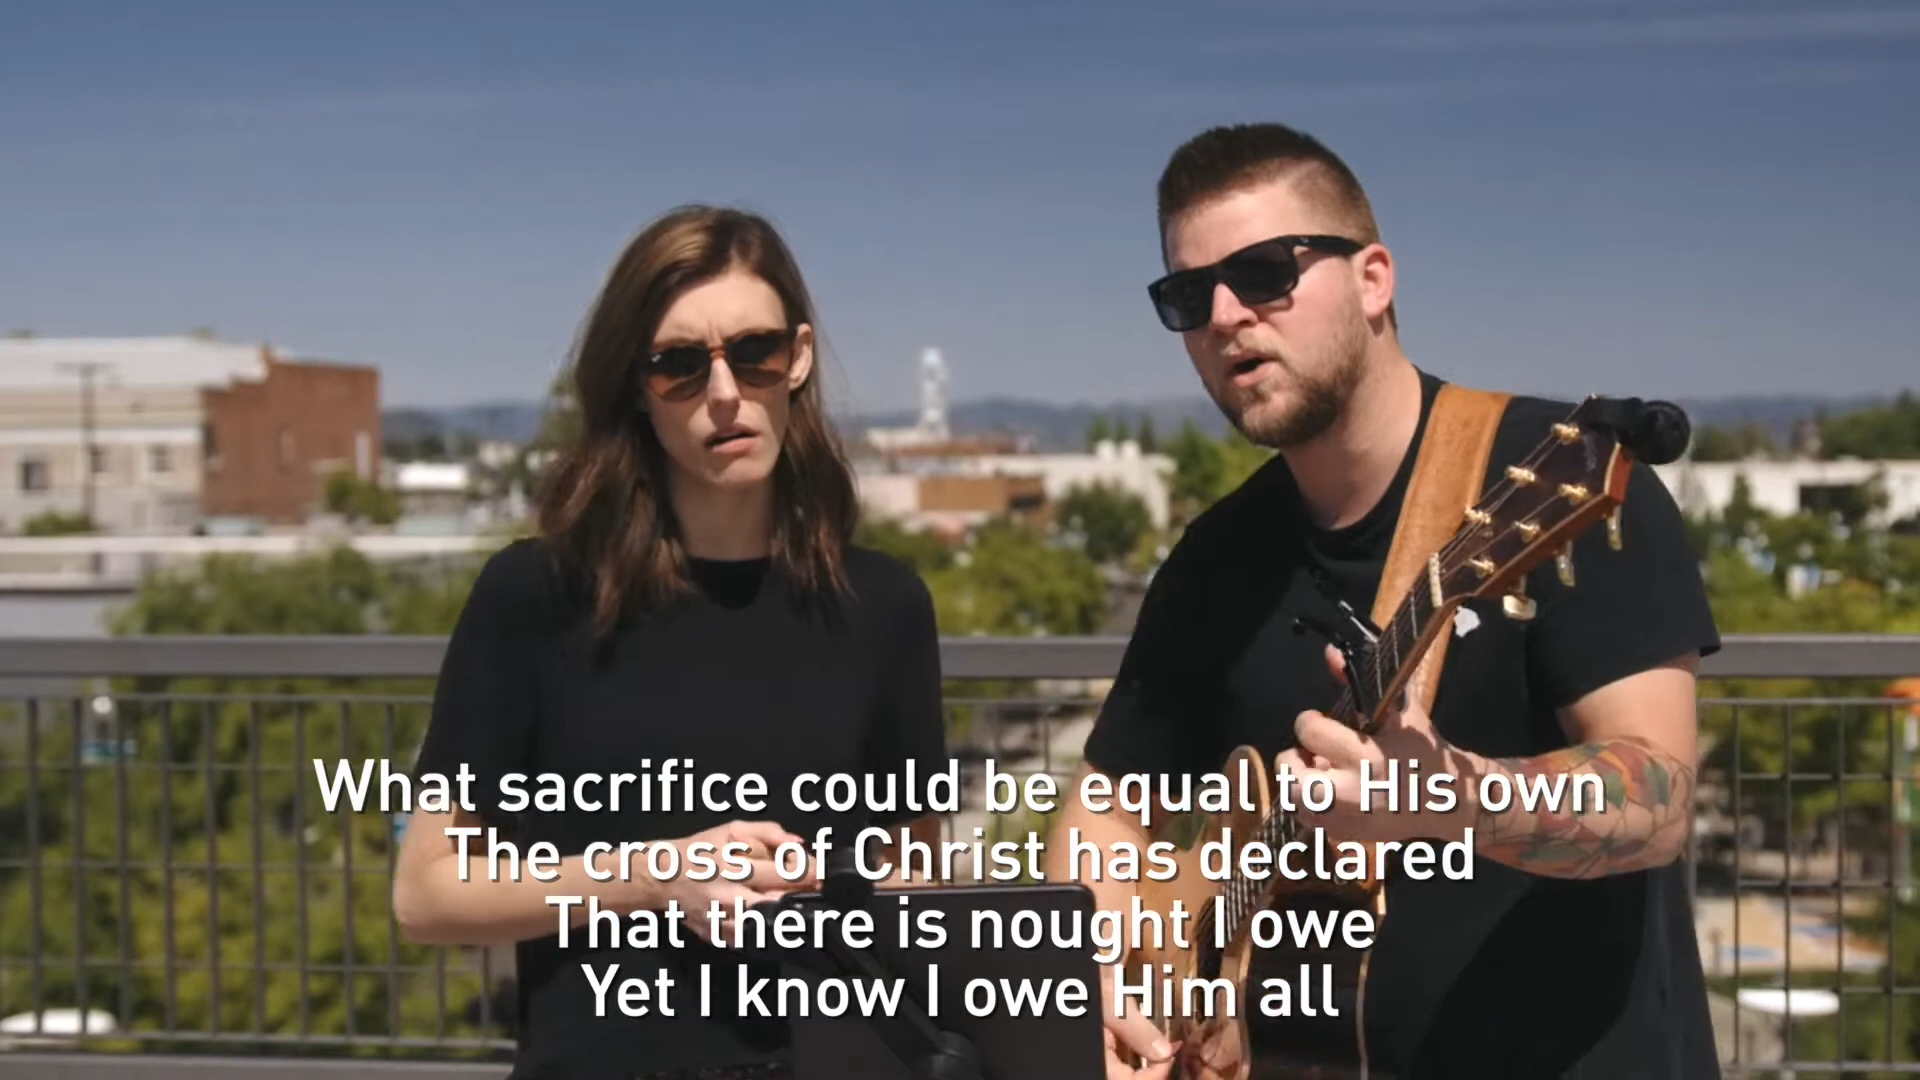 What sacrifice could be equal to His own
The cross of Christ has declared
That there is nought I owe
Yet I know I owe Him all